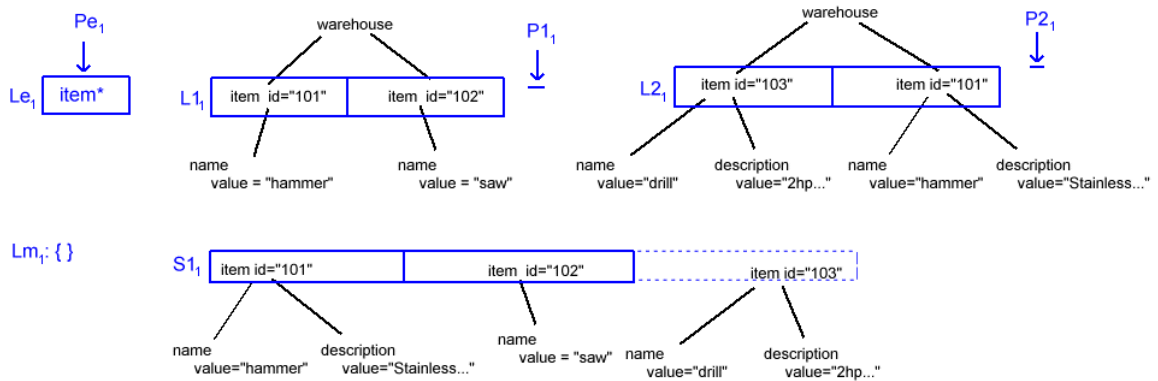 Pe1
warehouse
P11
warehouse
P21
Le1
item*
L11
item id="101"
item id="102"
L21
item id="103"
item id="101"
name
value = "hammer"
name
value = "saw"
name
value="drill"
description
value="2hp..."
name
value="hammer"
description
value="Stainless..."
Lm1: { }
S11
item id="101"
item id="102"
item id="103"
name
value="hammer"
description
value="Stainless..."
name
value = "saw"
name
value="drill"
description
value="2hp..."